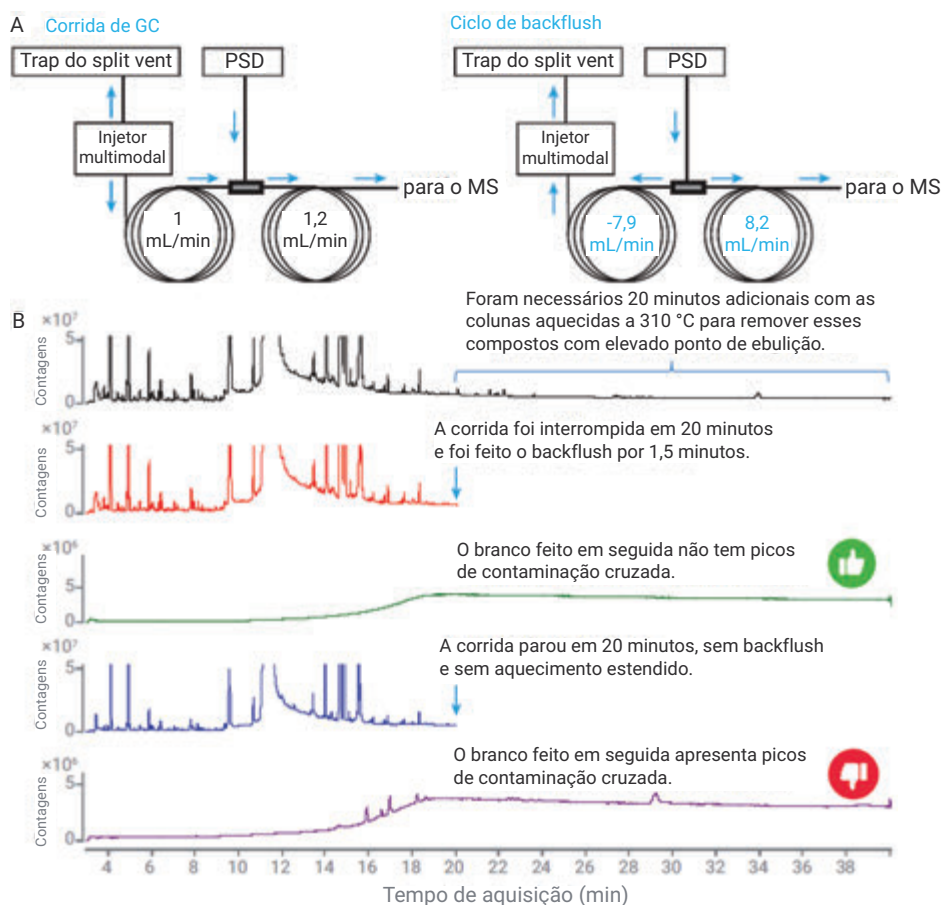 A
Corrida de GC
Trap do split vent
PSD
Injetor
multimodal
1
mL/min
1,2
mL/min
para o MS
Ciclo de backflush
Trap do split vent
PSD
Injetor
multimodal
-7,9
mL/min
8,2
mL/min
para o MS
B
Foram necessários 20 minutos adicionais com as
colunas aquecidas a 310 °C para remover esses
compostos com elevado ponto de ebulição.
×10⁷
5
0
Contagens
A corrida foi interrompida em 20 minutos
e foi feito o backflush por 1,5 minutos.
×10⁷
5
0
Contagens
O branco feito em seguida não tem picos
de contaminação cruzada.
×10⁶
5
0
Contagens
A corrida parou em 20 minutos, sem backflush
e sem aquecimento estendido.
×10⁷
5
0
Contagens
O branco feito em seguida apresenta picos
de contaminação cruzada.
×10⁶
5
0
Contagens
4 6 8 10 12 14 16 18 20 22 24 26 28 30 32 34 36 38
Tempo de aquisição (min)